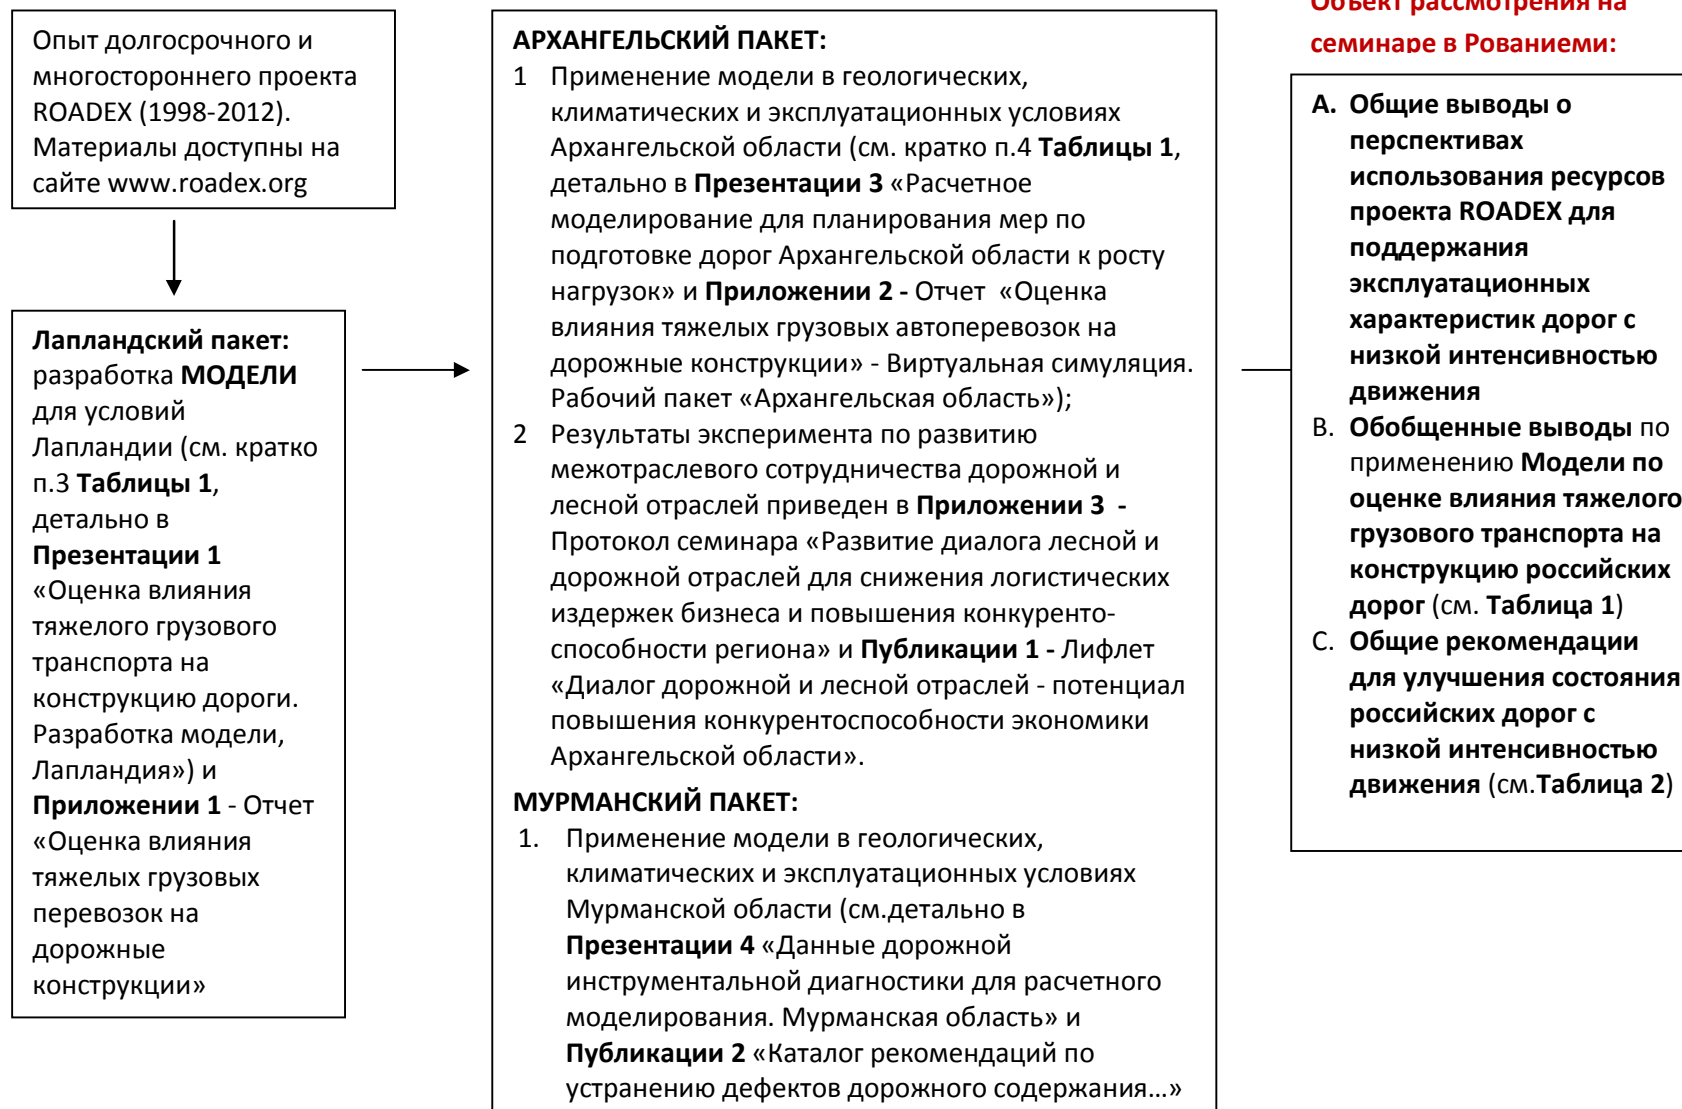 Опыт долгосрочного и
многостороннего проекта
ROADEX (1998-2012).
Материалы доступны на
сайте www.roadex.org
Лапландский пакет:
разработка МОДЕЛИ
для условий
Лапландии (см. кратко
п.3 Таблицы 1,
детально в
Презентации 1
«Оценка влияния
тяжелого грузового
транспорта на
конструкцию дороги.
Разработка модели,
Лапландия») и
Приложении 1 - Отчет
«Оценка влияния
тяжелых грузовых
перевозок на
дорожные
конструкции»
АРХАНГЕЛЬСКИЙ ПАКЕТ:
1 Применение модели в геологических,
климатических и эксплуатационных условиях
Архангельской области (см. кратко п.4 Таблицы 1,
детально в Презентации 3 «Расчетное
моделирование для планирования мер по
подготовке дорог Архангельской области к росту
нагрузок» и Приложении 2 - Отчет «Оценка
влияния тяжелых грузовых автоперевозок на
дорожные конструкции» - Виртуальная симуляция.
Рабочий пакет «Архангельская область»);
2 Результаты эксперимента по развитию
межотраслевого сотрудничества дорожной и
лесной отраслей приведен в Приложении 3 -
Протокол семинара «Развитие диалога лесной и
дорожной отраслей для снижения логистических
издержек бизнеса и повышения конкуренто-
способности региона» и Публикации 1 - Лифлет
«Диалог дорожной и лесной отраслей - потенциал
повышения конкурентоспособности экономики
Архангельской области».
МУРМАНСКИЙ ПАКЕТ:
1. Применение модели в геологических,
климатических и эксплуатационных условиях
Мурманской области (см.детально в
Презентации 4 «Данные дорожной
инструментальной диагностики для расчетного
моделирования. Мурманская область» и
Публикации 2 «Каталог рекомендаций по
устранению дефектов дорожного содержания…»
Объект рассмотрения на
семинаре в Рованиеми:
A. Общие выводы о
перспективах
использования ресурсов
проекта ROADEX для
поддержания
эксплуатационных
характеристик дорог с
низкой интенсивностью
движения
B. Обобщенные выводы по
применению Модели по
оценке влияния тяжелого
грузового транспорта на
конструкцию российских
дорог (см. Таблица 1)
C. Общие рекомендации
для улучшения состояния
российских дорог с
низкой интенсивностью
движения (см.Таблица 2)